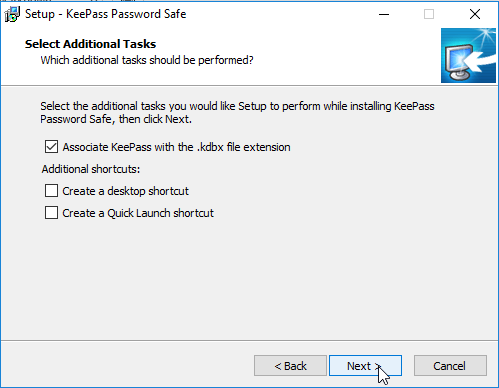 Setup - KeePass Password Safe
Select Additional Tasks
Which additional tasks should be performed?
Select the additional tasks you would like Setup to perform while installing KeePass
Password Safe, then click Next.
Associate KeePass with the .kdbx file extension
Additional shortcuts:
Create a desktop shortcut
Create a Quick Launch shortcut
< Back
Next >
Cancel